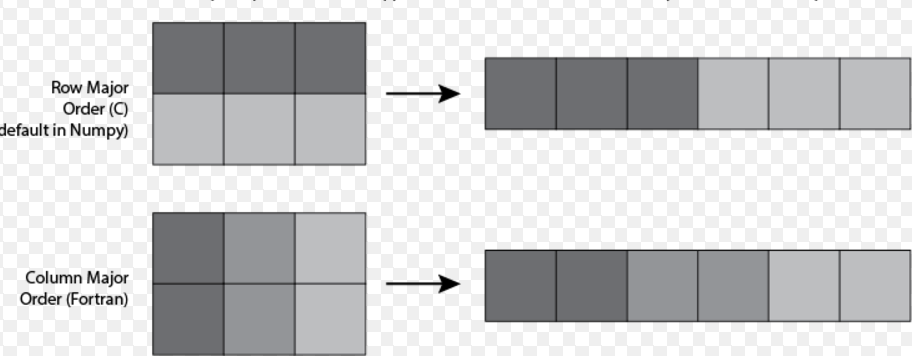 Row Major
Order (C)
default in Numpy)
Column Major
Order (Fortran)